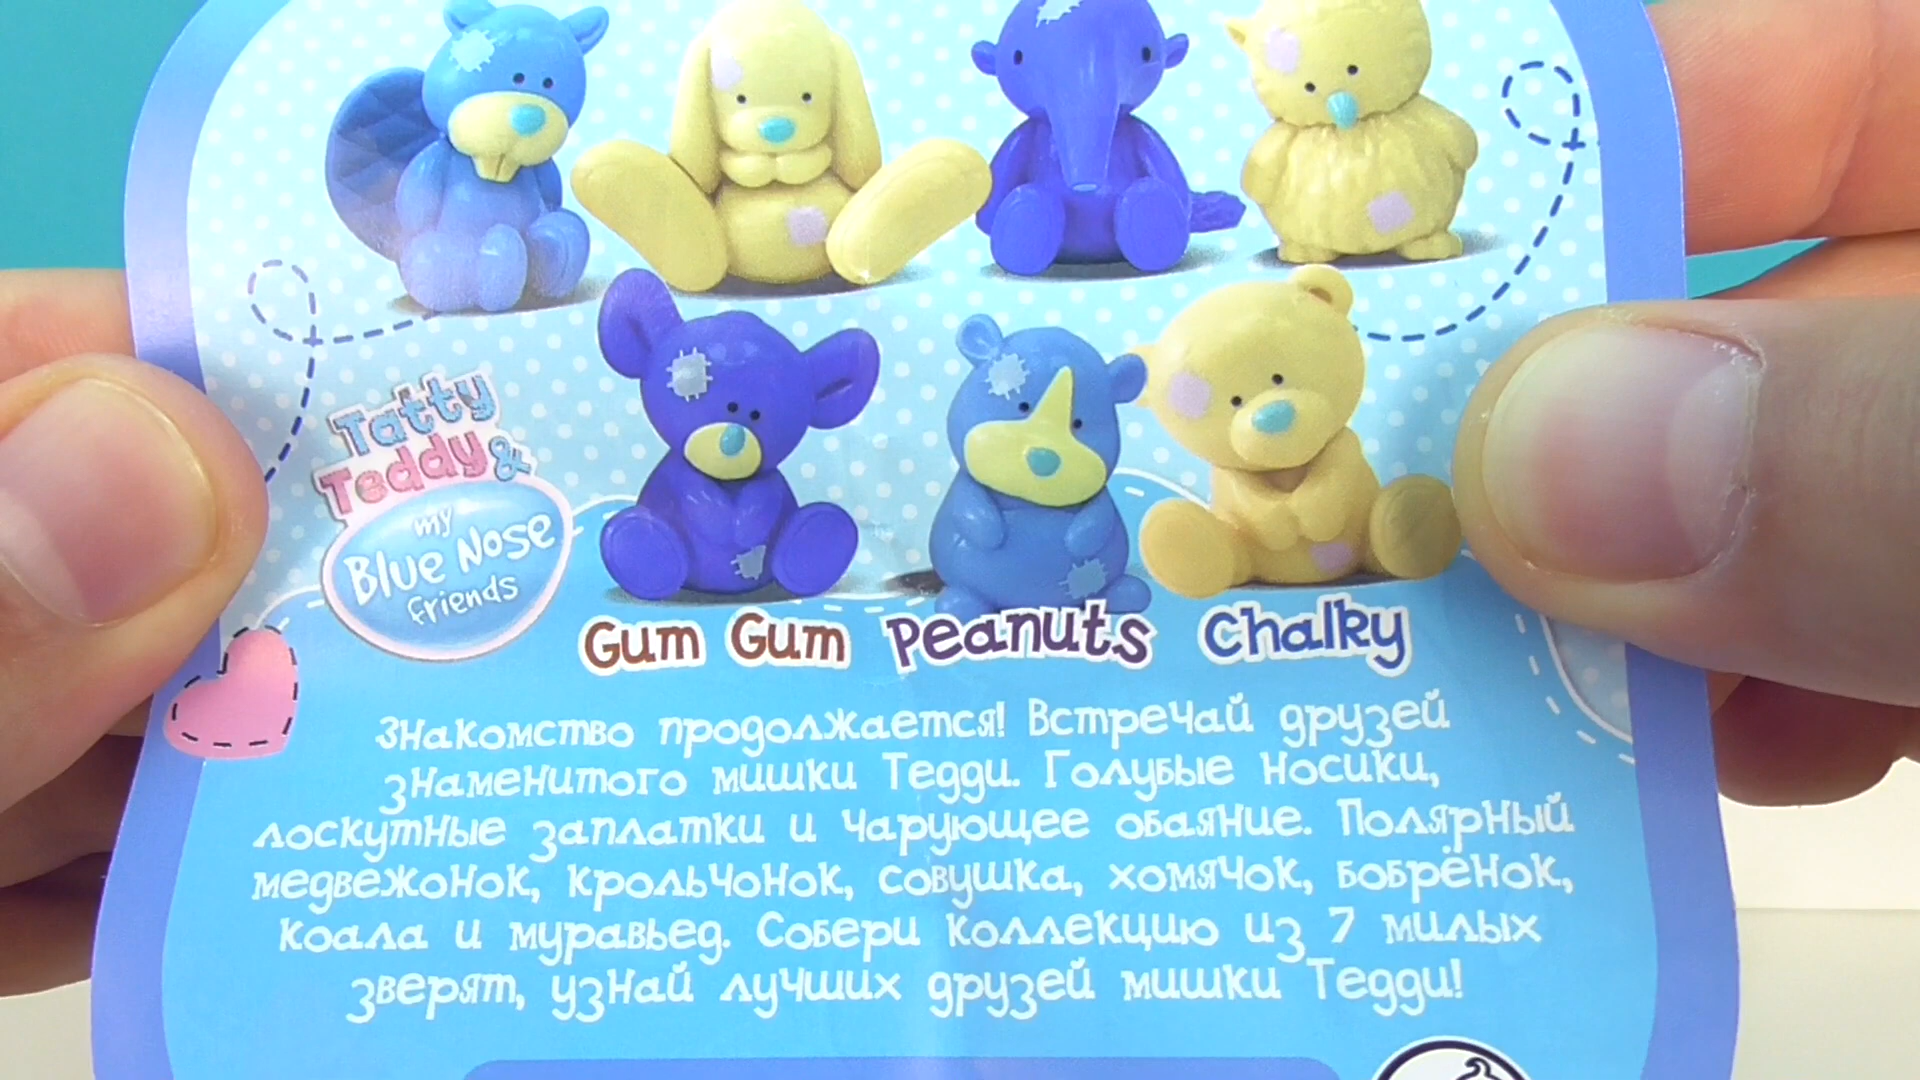 Tatty
Teddy &
my
Blue Nose
friends
Gum Gum Peanuts Chalky
Знакомство продолжается! Встречай друзей
знаменитого мишки Тедди. Голубые носики,
лоскутные заплатки и чарующее обаяние. Полярный
медвежонок, крольчонок, совушка, хомячок, бобрёнок,
коала и муравьед. Собери коллекцию из 7 милых
зверят, узнай лучших друзей мишки Тедди!